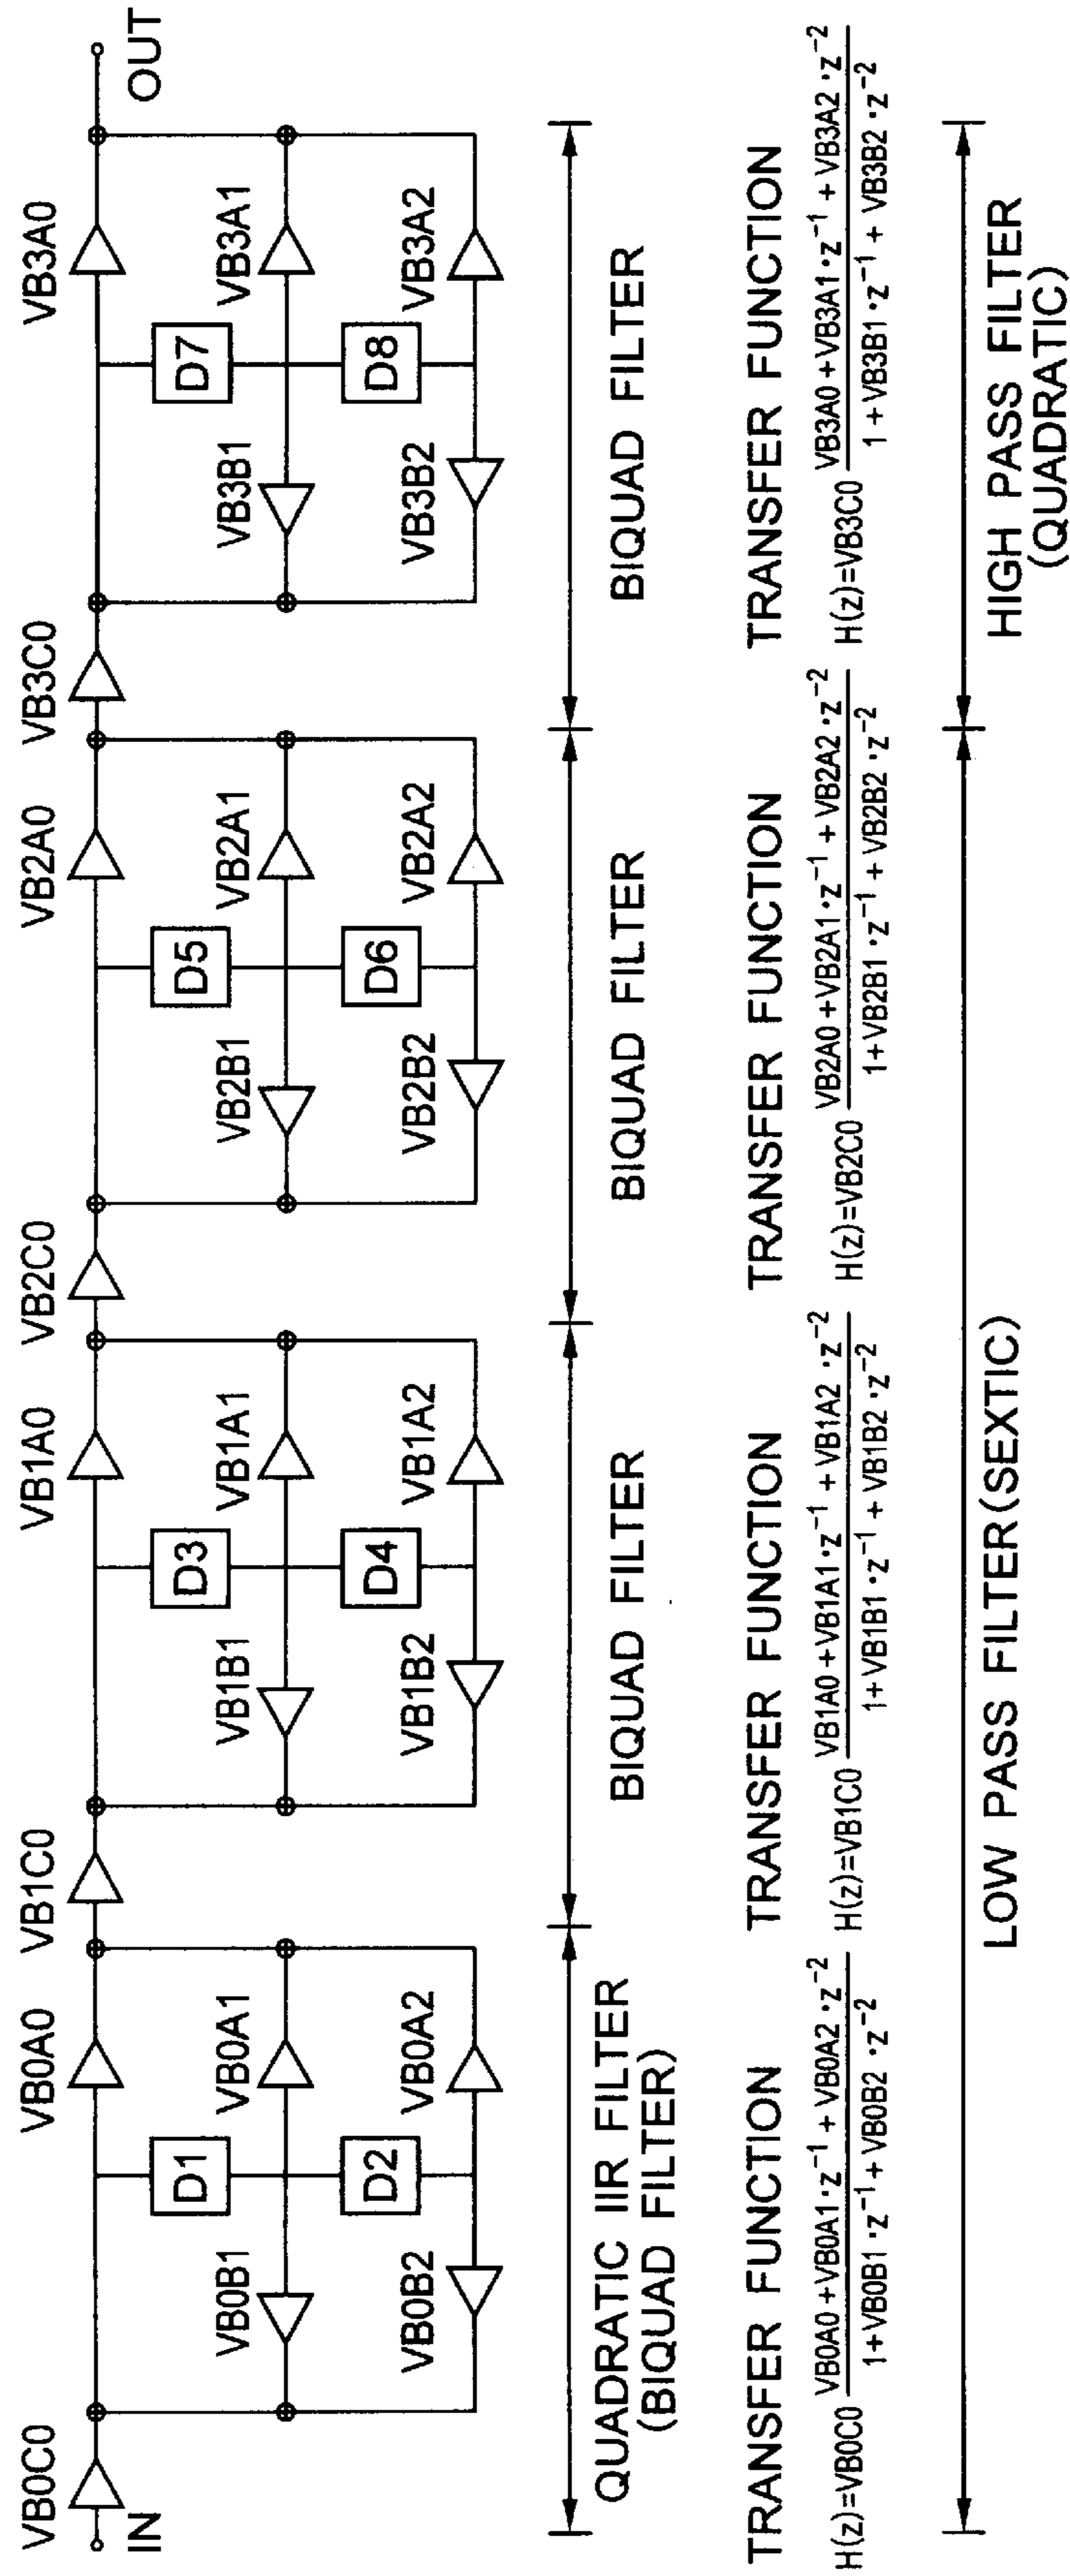 VB0C0
VB0A0
VB1C0
VB1A0
VB2C0
VB2A0
VB3C0
VB3A0
IN
OUT
D1
D3
D5
D7
VB0B1
VB0A1
VB1B1
VB1A1
VB2B1
VB2A1
VB3B1
VB3A1
D2
D4
D6
D8
VB0B2
VB0A2
VB1B2
VB1A2
VB2B2
VB2A2
VB3B2
VB3A2
QUADRATIC IIR FILTER
(BIQUAD FILTER)
BIQUAD FILTER
BIQUAD FILTER
BIQUAD FILTER
TRANSFER FUNCTION
H(z)=VB0C0 VB0A0+VB0A1·z⁻¹ + VB0A2 ·z⁻²
1+VB0B1 ·z⁻¹+ VB0B2 ·z⁻²
TRANSFER FUNCTION
H(z)=VB1C0 VB1A0+VB1A1·z⁻¹ + VB1A2 ·z⁻²
1+VB1B1 ·z⁻¹ + VB1B2 ·z⁻²
TRANSFER FUNCTION
H(z)=VB2C0 VB2A0+VB2A1·z⁻¹ + VB2A2 ·z⁻²
1+VB2B1 ·z⁻¹ + VB2B2 ·z⁻²
TRANSFER FUNCTION
H(z)=VB3C0 VB3A0+VB3A1·z⁻¹ + VB3A2 ·z⁻²
1 + VB3B1 ·z⁻¹ + VB3B2 ·z⁻²
LOW PASS FILTER(SEXTIC)
HIGH PASS FILTER
(QUADRATIC)